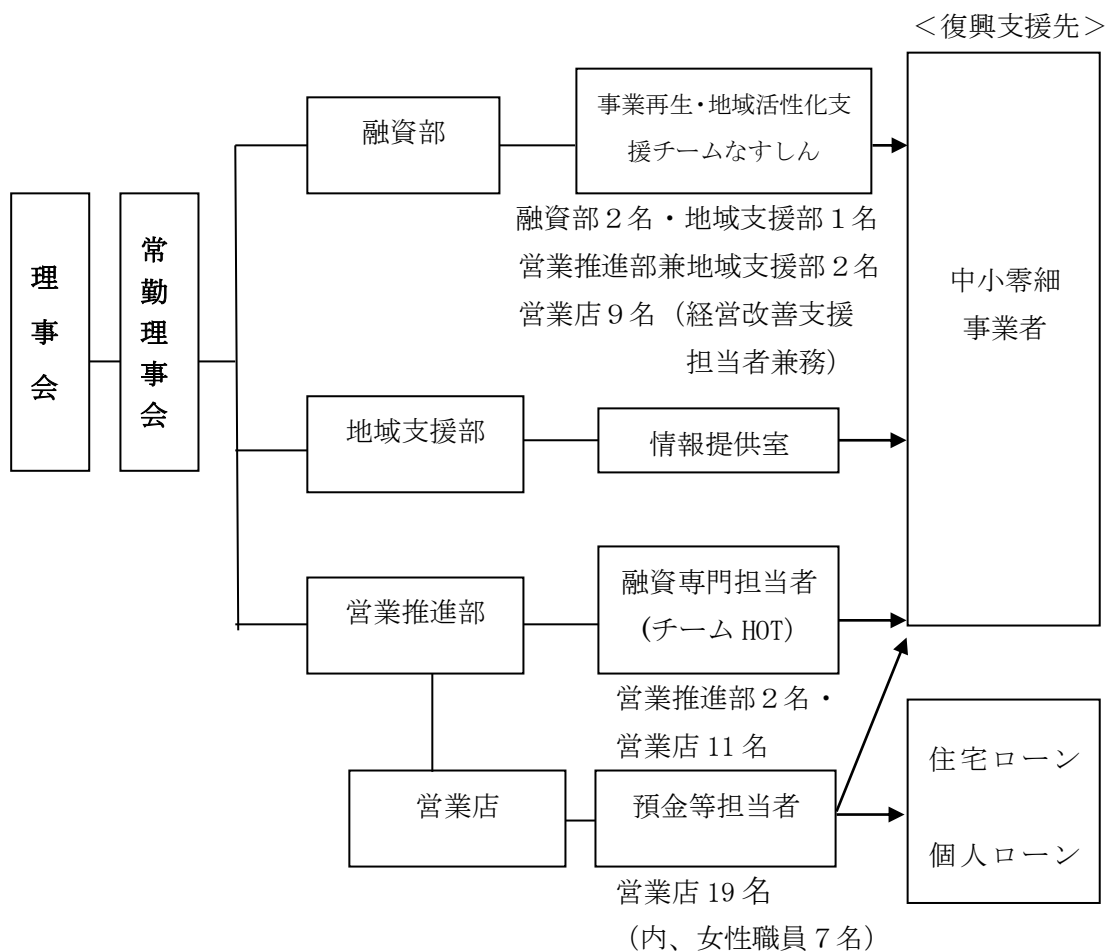 ＜復興支援先＞
理事会
常勤理事会
融資部
事業再生・地域活性化支
援チームなすしん
融資部２名・地域支援部１名
営業推進部兼地域支援部２名
営業店９名（経営改善支援
担当者兼務）
中小零細
事業者
地域支援部
情報提供室
営業推進部
融資専門担当者
(チーム HOT)
営業推進部２名・
営業店 11 名
営業店
預金等担当者
営業店 19 名
（内、女性職員７名）
住宅ローン
個人ローン